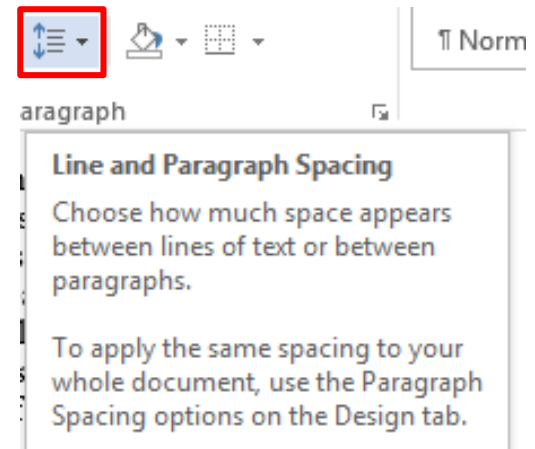 ¶ Norm
aragraph
Line and Paragraph Spacing
Choose how much space appears
between lines of text or between
paragraphs.
To apply the same spacing to your
whole document, use the Paragraph
Spacing options on the Design tab.